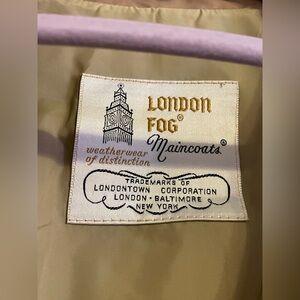 LONDON
FOG®
Maincoats®
weatherwear
of distinction
TRADEMARKS OF
LONDONTOWN CORPORATION
LONDON • BALTIMORE
NEW YORK